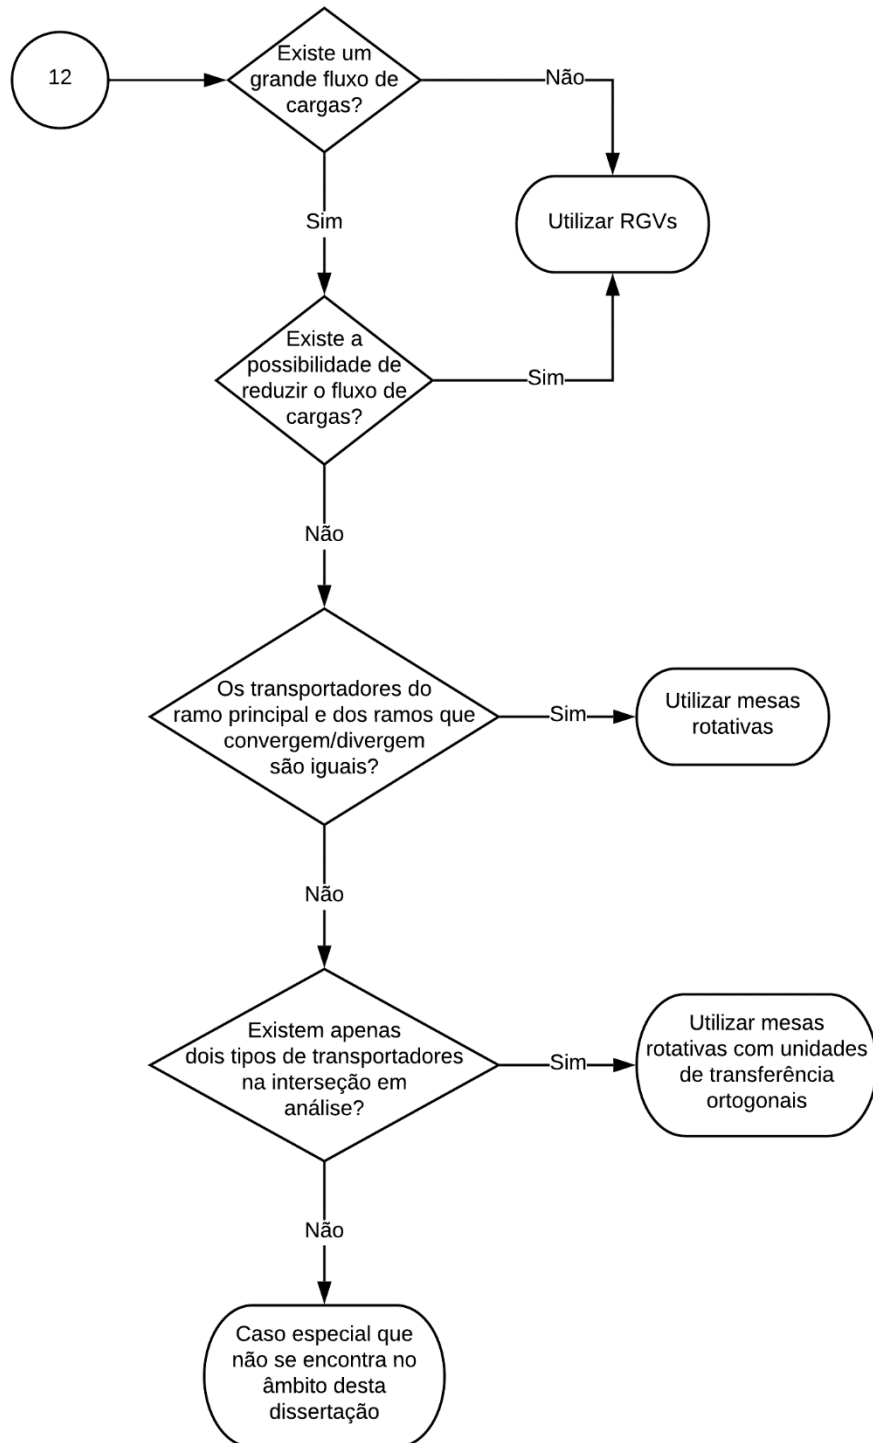 12
Existe um
grande fluxo de
cargas?
Não
Utilizar RGVs
Sim
Existe a
possibilidade de
reduzir o fluxo de
cargas?
Sim
Não
Os transportadores do
ramo principal e dos ramos que
convergem/divergem
são iguais?
Sim
Utilizar mesas
rotativas
Não
Existem apenas
dois tipos de transportadores
na interseção em
análise?
Sim
Utilizar mesas
rotativas com unidades
de transferência
ortogonais
Não
Caso especial que
não se encontra no
âmbito desta
dissertação